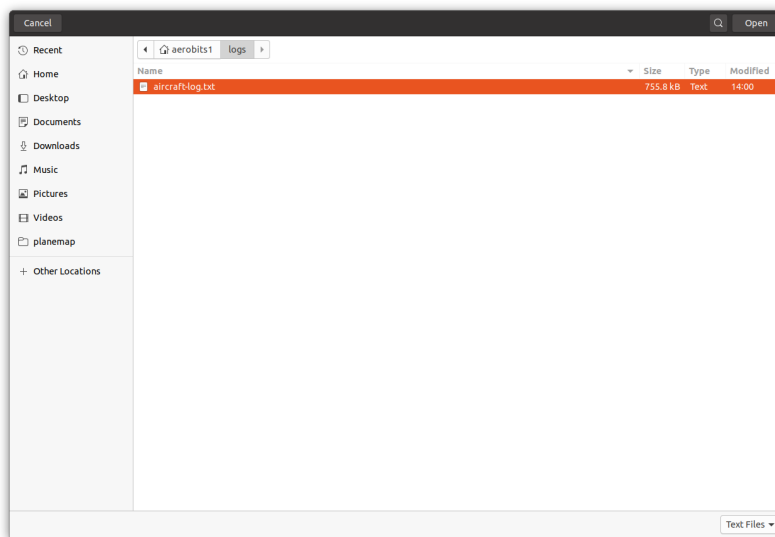 Cancel Open
Recent
Home
Desktop
Documents
Downloads
Music
Pictures
Videos
planemap
+ Other Locations
aerobits1 logs
Name Size Type Modified
aircraft-log.txt 755.8 kB Text 14:00
Text Files